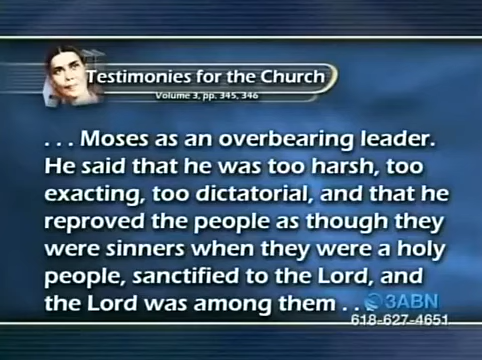 Testimonies for the Church
Volume 3, pp. 345, 346
. . . Moses as an overbearing leader.
He said that he was too harsh, too
exacting, too dictatorial, and that he
reproved the people as though they
were sinners when they were a holy
people, sanctified to the Lord, and
the Lord was among them . . .
3ABN
618-627-4651